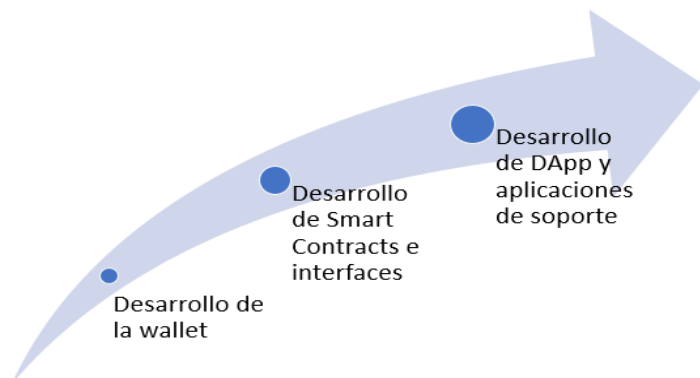 Desarrollo
de DApp y
aplicaciones
de soporte
Desarrollo
de Smart
Contracts e
interfaces
Desarrollo de
la wallet